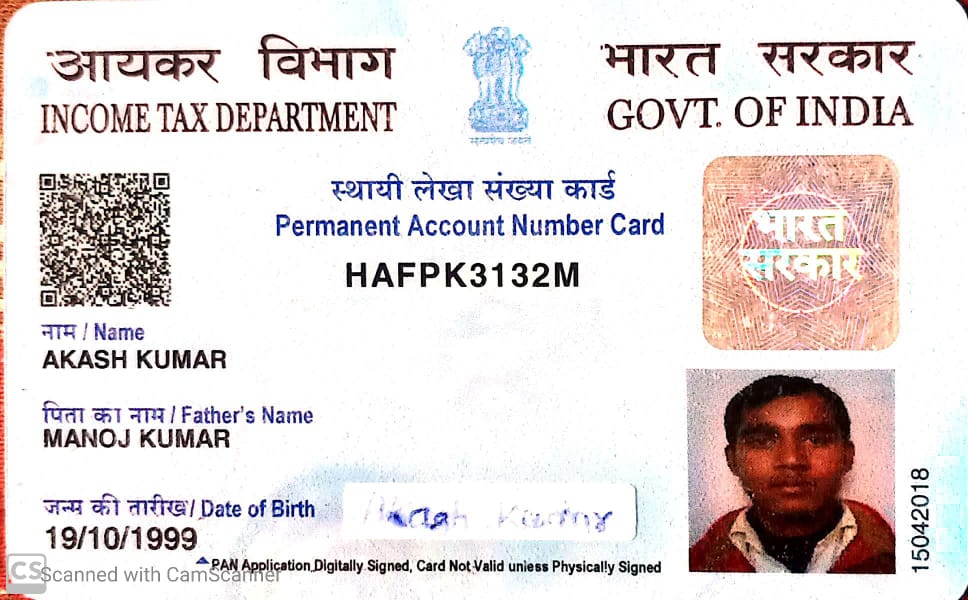 आयकर विभाग
INCOME TAX DEPARTMENT
सत्यमेव जयते
भारत सरकार
GOVT. OF INDIA
स्थायी लेखा संख्या कार्ड
Permanent Account Number Card
HAFPK3132M
भारत
सरकार
नाम / Name
AKASH KUMAR
पिता का नाम / Father's Name
MANOJ KUMAR
जन्म की तारीख / Date of Birth
19/10/1999
Akash Kumar
15042018
PAN Application Digitally Signed, Card Not Valid unless Physically Signed
CS Scanned with CamScanner